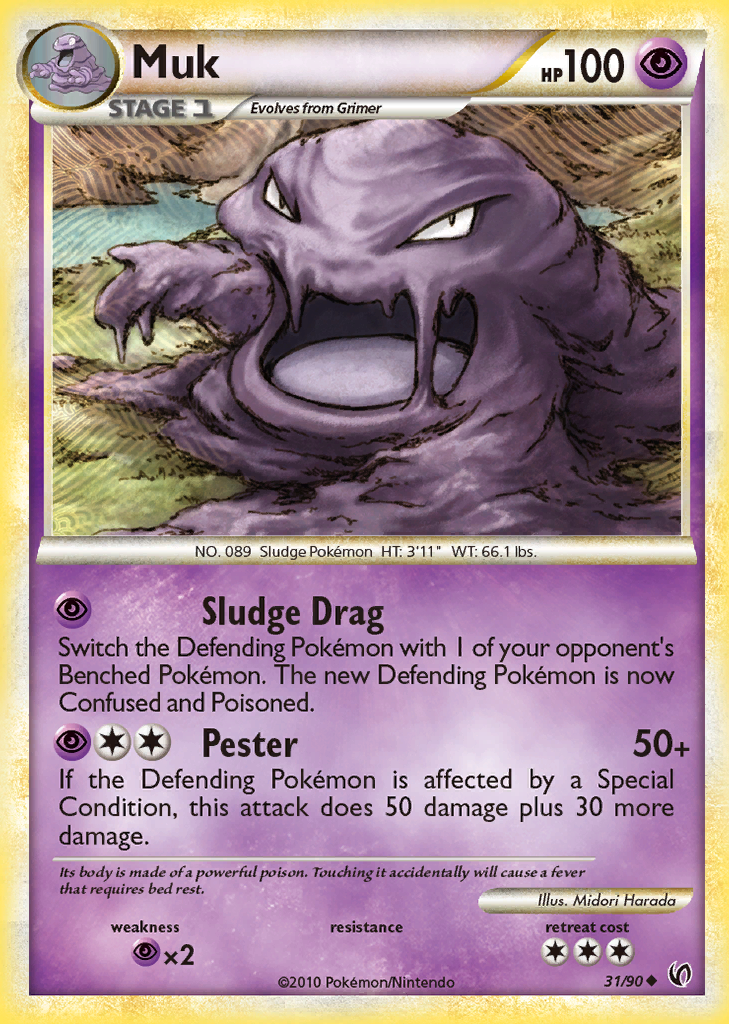 Muk
HP100
STAGE 1
Evolves from Grimer
NO. 089 Sludge Pokémon HT: 3'11" WT: 66.1 lbs.
Sludge Drag
Switch the Defending Pokémon with 1 of your opponent's
Benched Pokémon. The new Defending Pokémon is now
Confused and Poisoned.
Pester 50+
If the Defending Pokémon is affected by a Special
Condition, this attack does 50 damage plus 30 more
damage.
Its body is made of a powerful poison. Touching it accidentally will cause a fever
that requires bed rest.
Illus. Midori Harada
weakness resistance retreat cost
×2
©2010 Pokémon/Nintendo 31/90